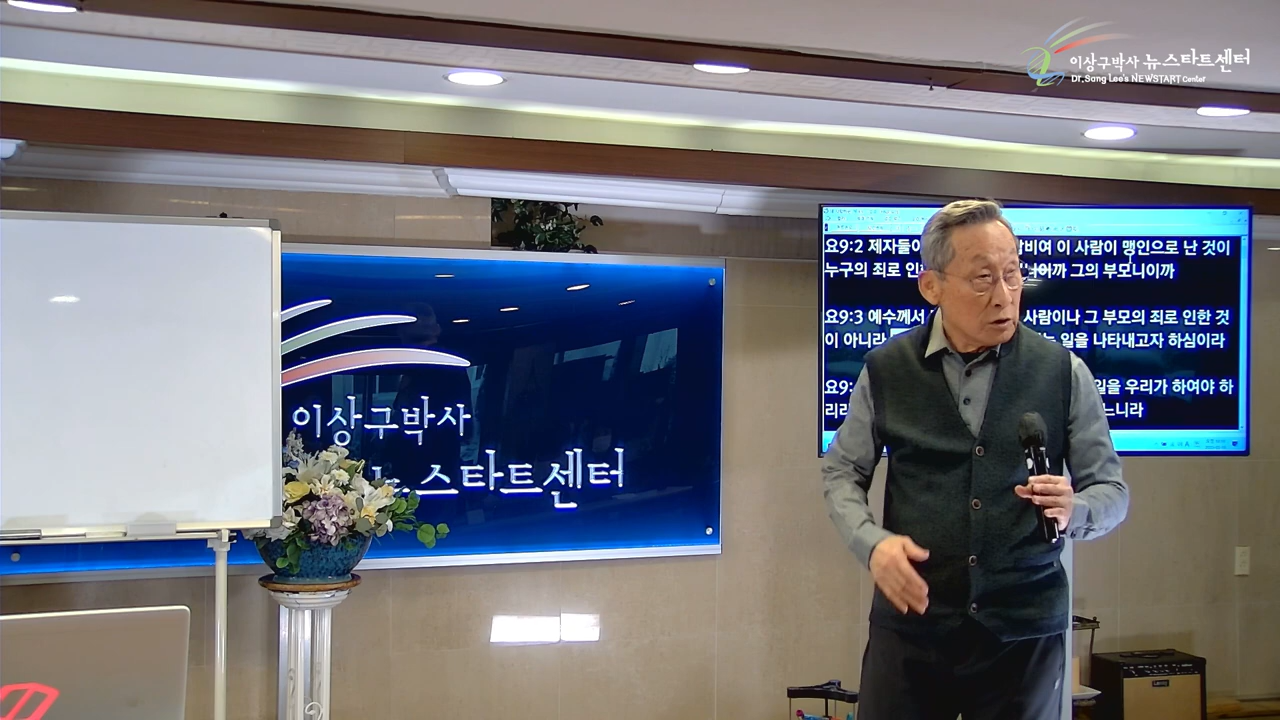 이상구박사 뉴스타트센터
Dr. Sang Lee's NEWSTART Center
요9:2 제자들이 비여 이 사람이 맹인으로 난 것이
누구의 죄로 인한 이까 그의 부모니이까
요9:3 예수께서 사람이나 그 부모의 죄로 인한 것
이 아니라 일을 나타내고자 하심이라
요9: 일을 우리가 하여야 하
리라 느니라
이상구박사
뉴스타트센터